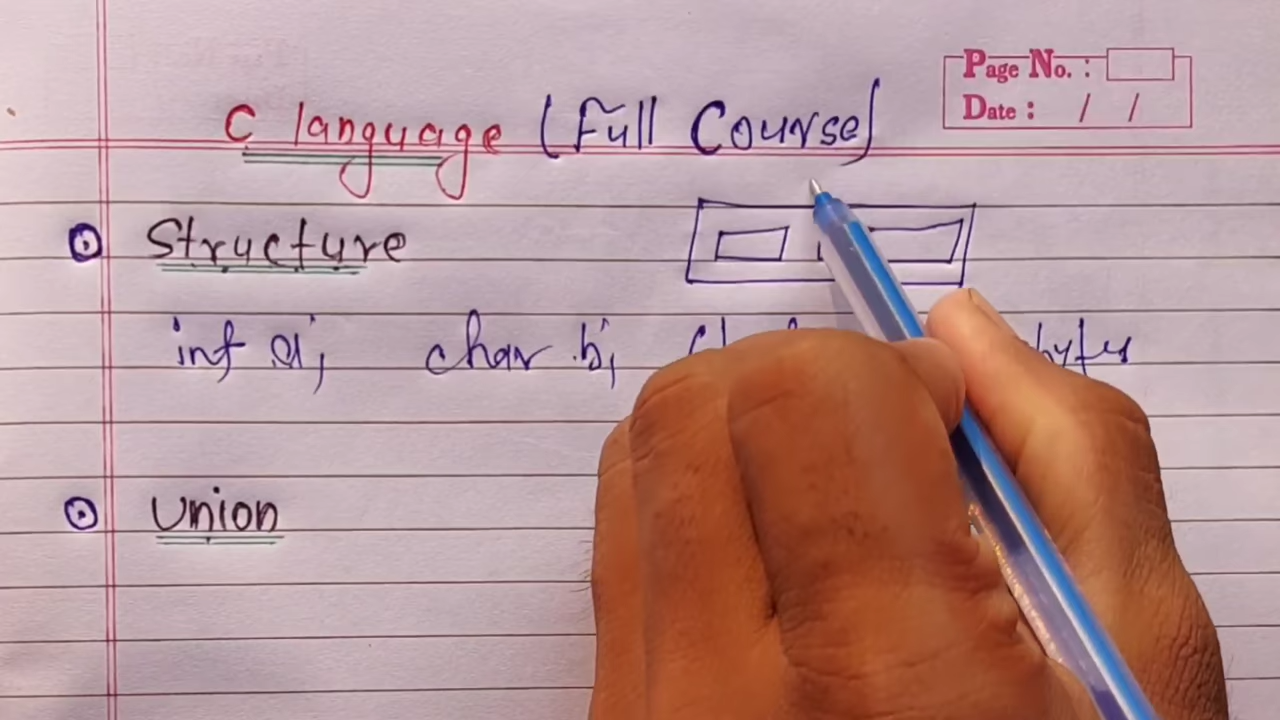 Page No. :
Date : / /
C language (Full Course)
Structure
int a; char b;
Union